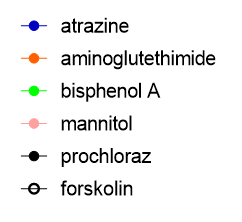 atrazine
aminoglutethimide
bisphenol A
mannitol
prochloraz
forskolin